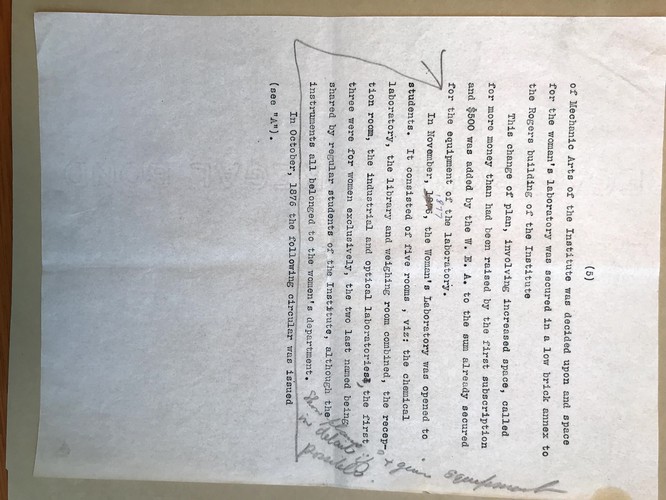 (5)
of Mechanic Arts of the Institute was decided upon and space
for the woman's laboratory was secured in a low brick annex to
the Rogers building of the Institute
This change of plan, involving increased space, called
for more money than had been raised by the first subscription
and $500 was added by the W. E. A. to the sum already secured
for the equipment of the laboratory.
In November, 1876, the Woman's Laboratory was opened to
1877
students. It consisted of five rooms , viz: the chemical
laboratory, the library and weighing room combined, the recep-
tion room, the industrial and optical laboratories, the first
three were for women exclusively, the two last named being
shared by regular students of the Institute, although the
instruments all belonged to the women's department.
In October, 1876 the following circular was issued
(see "A").
+ give equipment
in detail if
possible.